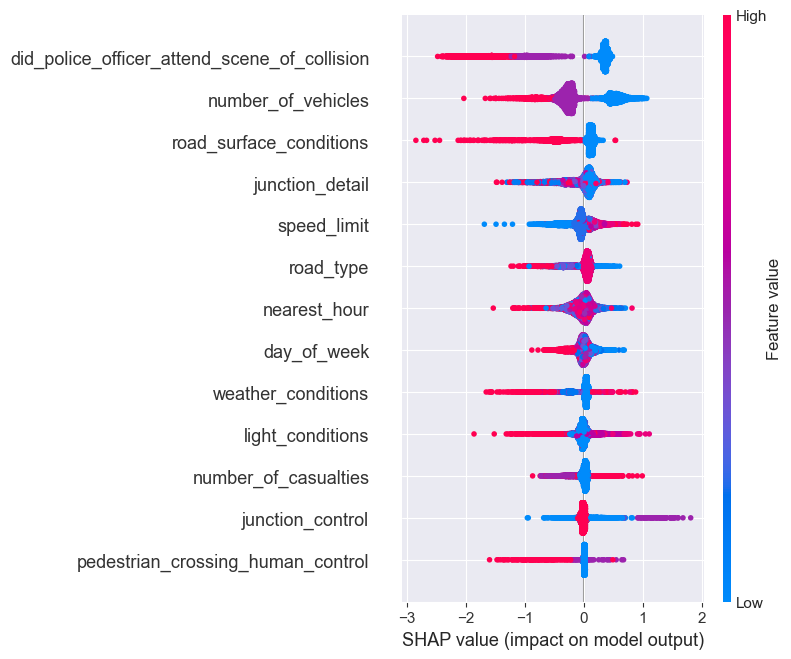 High
did_police_officer_attend_scene_of_collision
number_of_vehicles
road_surface_conditions
junction_detail
speed_limit
road_type
nearest_hour
day_of_week
weather_conditions
light_conditions
number_of_casualties
junction_control
pedestrian_crossing_human_control
Feature value
Low
−3 −2 −1 0 1 2
SHAP value (impact on model output)